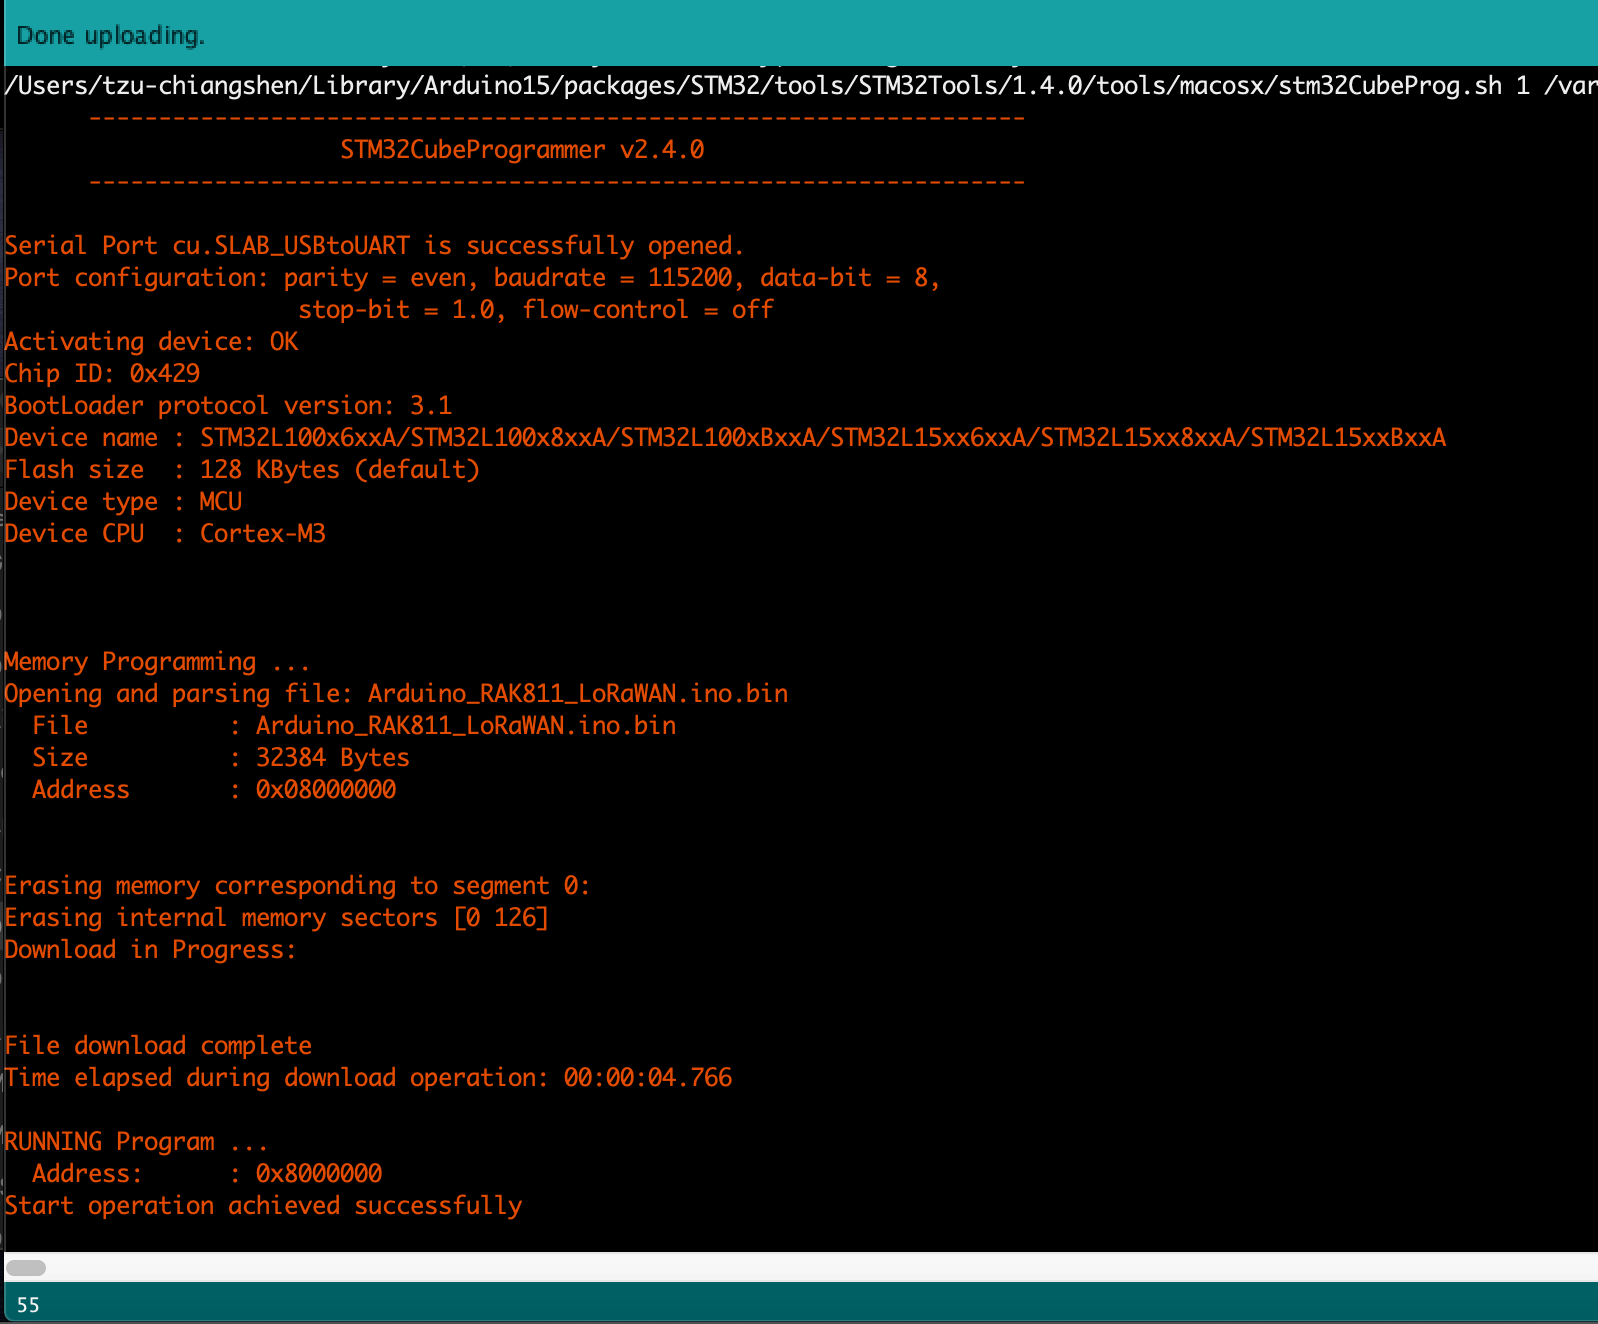 Done uploading.
/Users/tzu-chiangshen/Library/Arduino15/packages/STM32/tools/STM32Tools/1.4.0/tools/macosx/stm32CubeProg.sh 1 /var
-------------------------------------------------------------------
STM32CubeProgrammer v2.4.0
-------------------------------------------------------------------
Serial Port cu.SLAB_USBtoUART is successfully opened.
Port configuration: parity = even, baudrate = 115200, data-bit = 8,
stop-bit = 1.0, flow-control = off
Activating device: OK
Chip ID: 0x429
BootLoader protocol version: 3.1
Device name : STM32L100x6xxA/STM32L100x8xxA/STM32L100xBxxA/STM32L15xx6xxA/STM32L15xx8xxA/STM32L15xxBxxA
Flash size  : 128 KBytes (default)
Device type : MCU
Device CPU  : Cortex-M3
Memory Programming ...
Opening and parsing file: Arduino_RAK811_LoRaWAN.ino.bin
File          : Arduino_RAK811_LoRaWAN.ino.bin
Size          : 32384 Bytes
Address       : 0x08000000
Erasing memory corresponding to segment 0:
Erasing internal memory sectors [0 126]
Download in Progress:
File download complete
Time elapsed during download operation: 00:00:04.766
RUNNING Program ...
Address:      : 0x8000000
Start operation achieved successfully
55